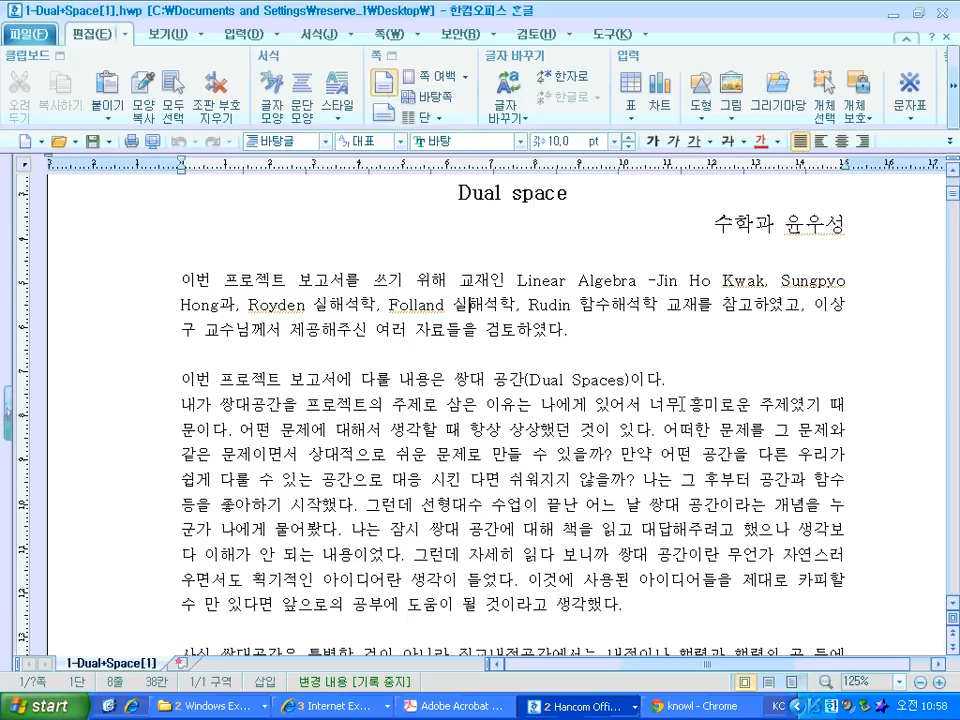 1-Dual+Space[1].hwp [C:\Documents and Settings\reserve_1\Desktop\] - 한컴오피스 흔글
파일(F) 편집(E) 보기(U) 입력(D) 서식(J) 쪽(W) 보안(R) 검토(H) 도구(K)
클립보드 서식 쪽 글자 바꾸기 입력
오려 두기 복사하기 붙이기 모양 복사 모두 선택 조판 부호 지우기 글자 모양 문단 모양 스타일 쪽 여백 바탕쪽 단 글자 바꾸기 한자로 한글로 표 차트 도형 그림 그리기마당 개체 선택 개체 보호 문자표
바탕글 대표 바탕 10.0 pt 가 가 가 가 가
Dual space
수학과 윤우성
이번 프로젝트 보고서를 쓰기 위해 교재인 Linear Algebra -Jin Ho Kwak, Sungpyo
Hong과, Royden 실해석학, Folland 실해석학, Rudin 함수해석학 교재를 참고하였고, 이상
구 교수님께서 제공해주신 여러 자료들을 검토하였다.
이번 프로젝트 보고서에 다룰 내용은 쌍대 공간(Dual Spaces)이다.
내가 쌍대공간을 프로젝트의 주제로 삼은 이유는 나에게 있어서 너무 흥미로운 주제였기 때
문이다. 어떤 문제에 대해서 생각할 때 항상 상상했던 것이 있다. 어떠한 문제를 그 문제와
같은 문제이면서 상대적으로 쉬운 문제로 만들 수 있을까? 만약 어떤 공간을 다른 우리가
쉽게 다룰 수 있는 공간으로 대응 시킨 다면 쉬워지지 않을까? 나는 그 후부터 공간과 함수
등을 좋아하기 시작했다. 그런데 선형대수 수업이 끝난 어느 날 쌍대 공간이라는 개념을 누
군가 나에게 물어봤다. 나는 잠시 쌍대 공간에 대해 책을 읽고 대답해주려고 했으나 생각보
다 이해가 안 되는 내용이었다. 그런데 자세히 읽다 보니까 쌍대 공간이란 무언가 자연스러
우면서도 획기적인 아이디어란 생각이 들었다. 이것에 사용된 아이디어들을 제대로 카피할
수 만 있다면 앞으로의 공부에 도움이 될 것이라고 생각했다.
1-Dual+Space[1]
1/?쪽 1단 8줄 38칸 1/1 구역 삽입 변경 내용 [기록 중지] 125%
start 2 Windows Ex... 3 Internet Ex... Adobe Acrobat ... 2 Hancom Offi... knowl - Chrome KO 오전 10:58